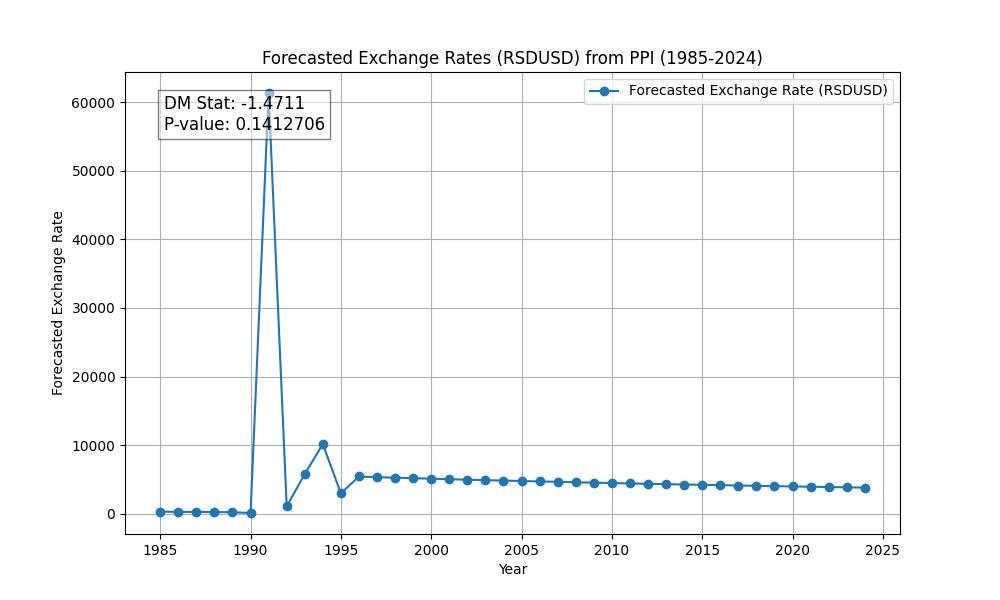 Forecasted Exchange Rates (RSDUSD) from PPI (1985-2024)
Forecasted Exchange Rate (RSDUSD)
DM Stat: -1.4711
P-value: 0.1412706
Forecasted Exchange Rate
60000
50000
40000
30000
20000
10000
0
1985 1990 1995 2000 2005 2010 2015 2020 2025
Year